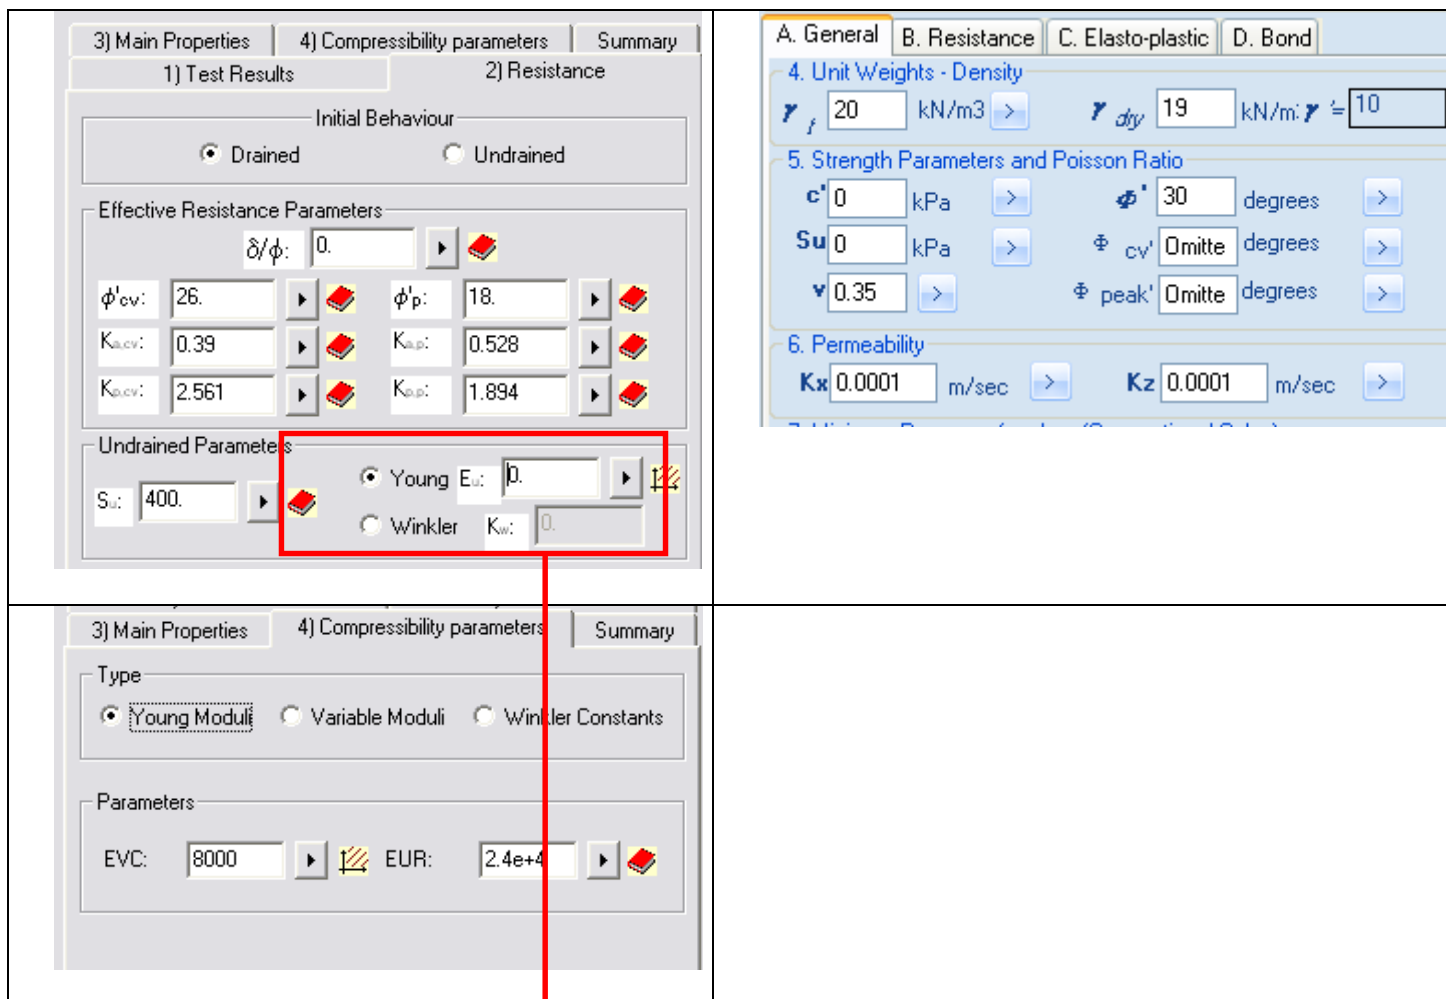 3) Main Properties 4) Compressibility parameters Summary
1) Test Results 2) Resistance
Initial Behaviour
Drained Undrained
Effective Resistance Parameters
δ/ϕ: 0.
ϕ'cv: 26. ϕ'p: 18.
Ka,cv: 0.39 Ka,p: 0.528
Kp,cv: 2.561 Kp,p: 1.894
Undrained Parameters
Su: 400. Young Eu: 0.
Winkler Kw: 0.
A. General B. Resistance C. Elasto-plastic D. Bond
4. Unit Weights - Density
γ f 20 kN/m3 > γ dry 19 kN/m: γ '= 10
5. Strength Parameters and Poisson Ratio
c' 0 kPa > Φ' 30 degrees >
Su 0 kPa > Φ cv' Omitte degrees >
v 0.35 > Φ peak' Omitte degrees >
6. Permeability
Kx 0.0001 m/sec > Kz 0.0001 m/sec >
3) Main Properties 4) Compressibility parameters Summary
Type
Young Moduli Variable Moduli Winkler Constants
Parameters
EVC: 8000 EUR: 2.4e+4